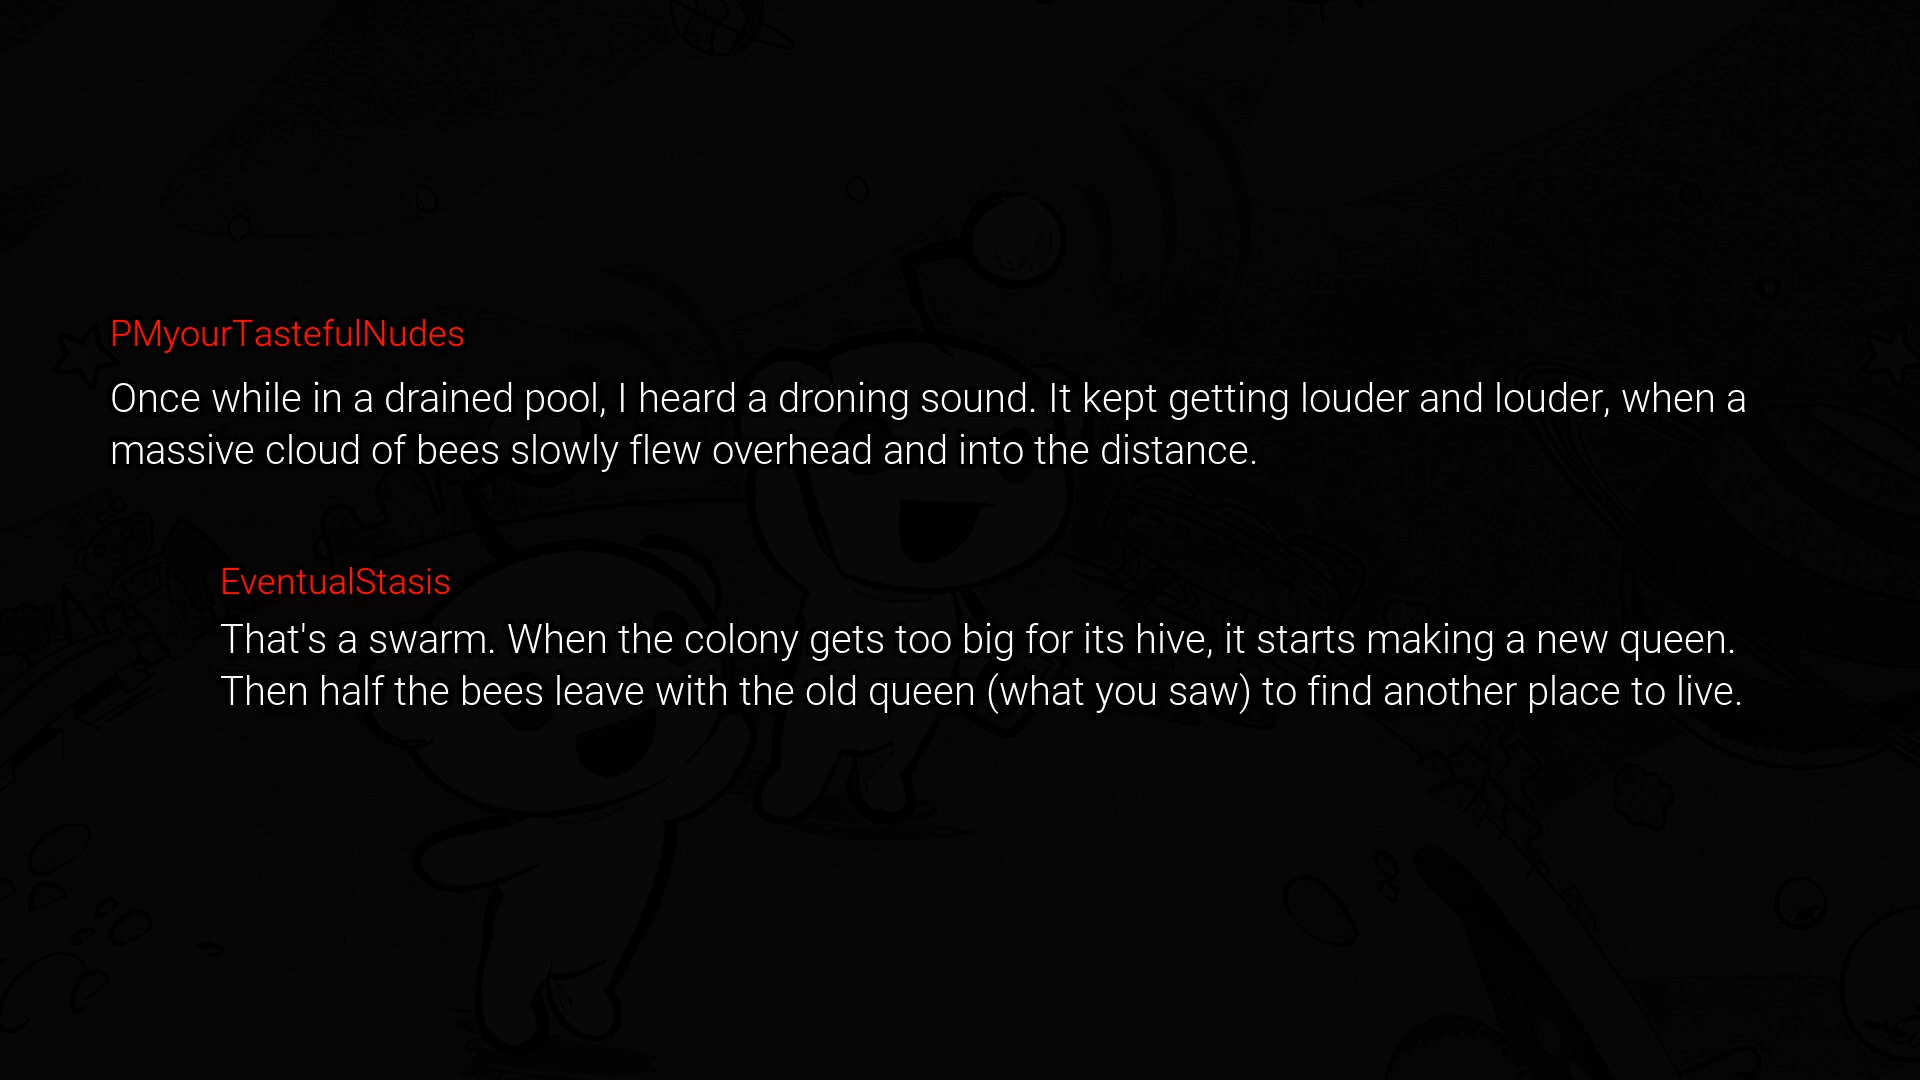 PMyourTastefulNudes
Once while in a drained pool, I heard a droning sound. It kept getting louder and louder, when a
massive cloud of bees slowly flew overhead and into the distance.
EventualStasis
That's a swarm. When the colony gets too big for its hive, it starts making a new queen.
Then half the bees leave with the old queen (what you saw) to find another place to live.